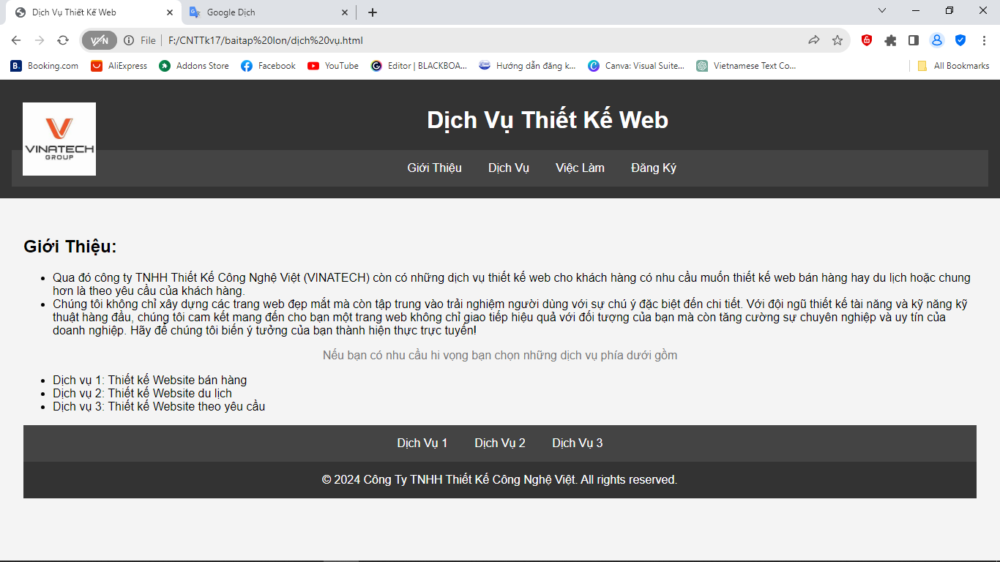 Dịch Vụ Thiết Kế Web
Google Dịch
VPN
File
F:/CNTTk17/baitap%20lon/dịch%20vụ.html
B.
Booking.com
AliExpress
Addons Store
Facebook
YouTube
Editor | BLACKBOA...
Hướng dẫn đăng k...
Canva: Visual Suite...
Vietnamese Text Co...
All Bookmarks
VINATECH
GROUP
Dịch Vụ Thiết Kế Web
Giới Thiệu
Dịch Vụ
Việc Làm
Đăng Ký
Giới Thiệu:
Qua đó công ty TNHH Thiết Kế Công Nghệ Việt (VINATECH) còn có những dịch vụ thiết kế web cho khách hàng có nhu cầu muốn thiết kế web bán hàng hay du lịch hoặc chung
hơn là theo yêu cầu của khách hàng.
Chúng tôi không chỉ xây dựng các trang web đẹp mắt mà còn tập trung vào trải nghiệm người dùng với sự chú ý đặc biệt đến chi tiết. Với đội ngũ thiết kế tài năng và kỹ năng kỹ
thuật hàng đầu, chúng tôi cam kết mang đến cho bạn một trang web không chỉ giao tiếp hiệu quả với đối tượng của bạn mà còn tăng cường sự chuyên nghiệp và uy tín của
doanh nghiệp. Hãy để chúng tôi biến ý tưởng của bạn thành hiện thực trực tuyến!
Nếu bạn có nhu cầu hi vọng bạn chọn những dịch vụ phía dưới gồm
Dịch vụ 1: Thiết kế Website bán hàng
Dịch vụ 2: Thiết kế Website du lịch
Dịch vụ 3: Thiết kế Website theo yêu cầu
Dịch Vụ 1
Dịch Vụ 2
Dịch Vụ 3
© 2024 Công Ty TNHH Thiết Kế Công Nghệ Việt. All rights reserved.